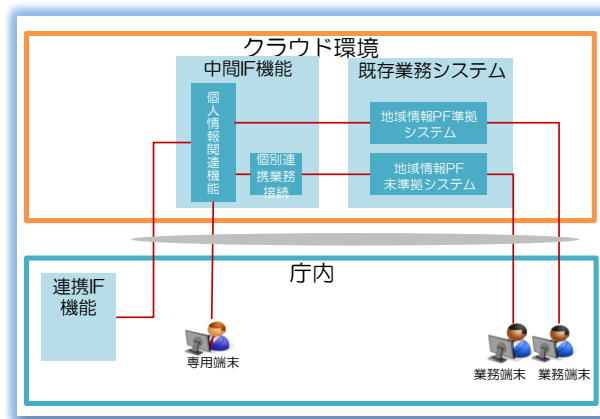 クラウド環境
中間IF機能
既存業務システム
個人情報関連機能
個別連
携業務
接続
地域情報PF準拠
システム
地域情報PF
未準拠システム
庁内
連携IF
機能
専用端末
業務端末
業務端末